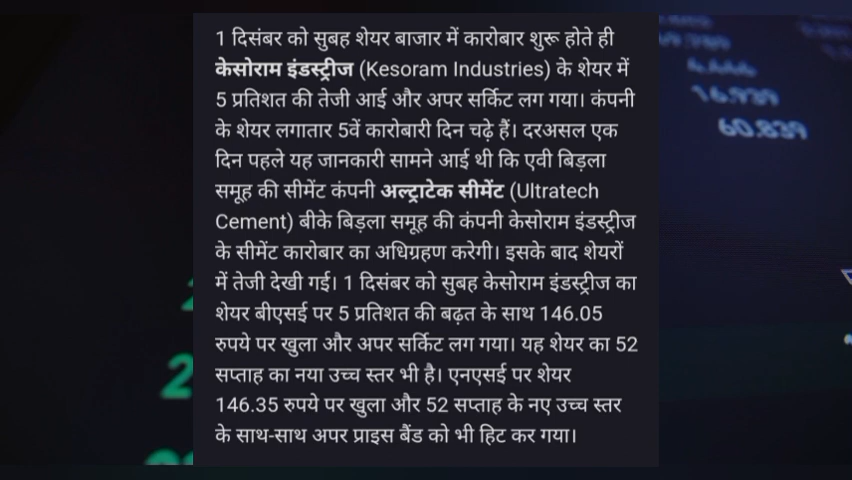 1 दिसंबर को सुबह शेयर बाजार में कारोबार शुरू होते ही
केसोराम इंडस्ट्रीज (Kesoram Industries) के शेयर में
5 प्रतिशत की तेजी आई और अपर सर्किट लग गया। कंपनी
के शेयर लगातार 5वें कारोबारी दिन चढ़े हैं। दरअसल एक
दिन पहले यह जानकारी सामने आई थी कि एवी बिड़ला
समूह की सीमेंट कंपनी अल्ट्राटेक सीमेंट (Ultratech
Cement) बीके बिड़ला समूह की कंपनी केसोराम इंडस्ट्रीज
के सीमेंट कारोबार का अधिग्रहण करेगी। इसके बाद शेयरों
में तेजी देखी गई। 1 दिसंबर को सुबह केसोराम इंडस्ट्रीज का
शेयर बीएसई पर 5 प्रतिशत की बढ़त के साथ 146.05
रुपये पर खुला और अपर सर्किट लग गया। यह शेयर का 52
सप्ताह का नया उच्च स्तर भी है। एनएसई पर शेयर
146.35 रुपये पर खुला और 52 सप्ताह के नए उच्च स्तर
के साथ-साथ अपर प्राइस बैंड को भी हिट कर गया।
16.939
60.839